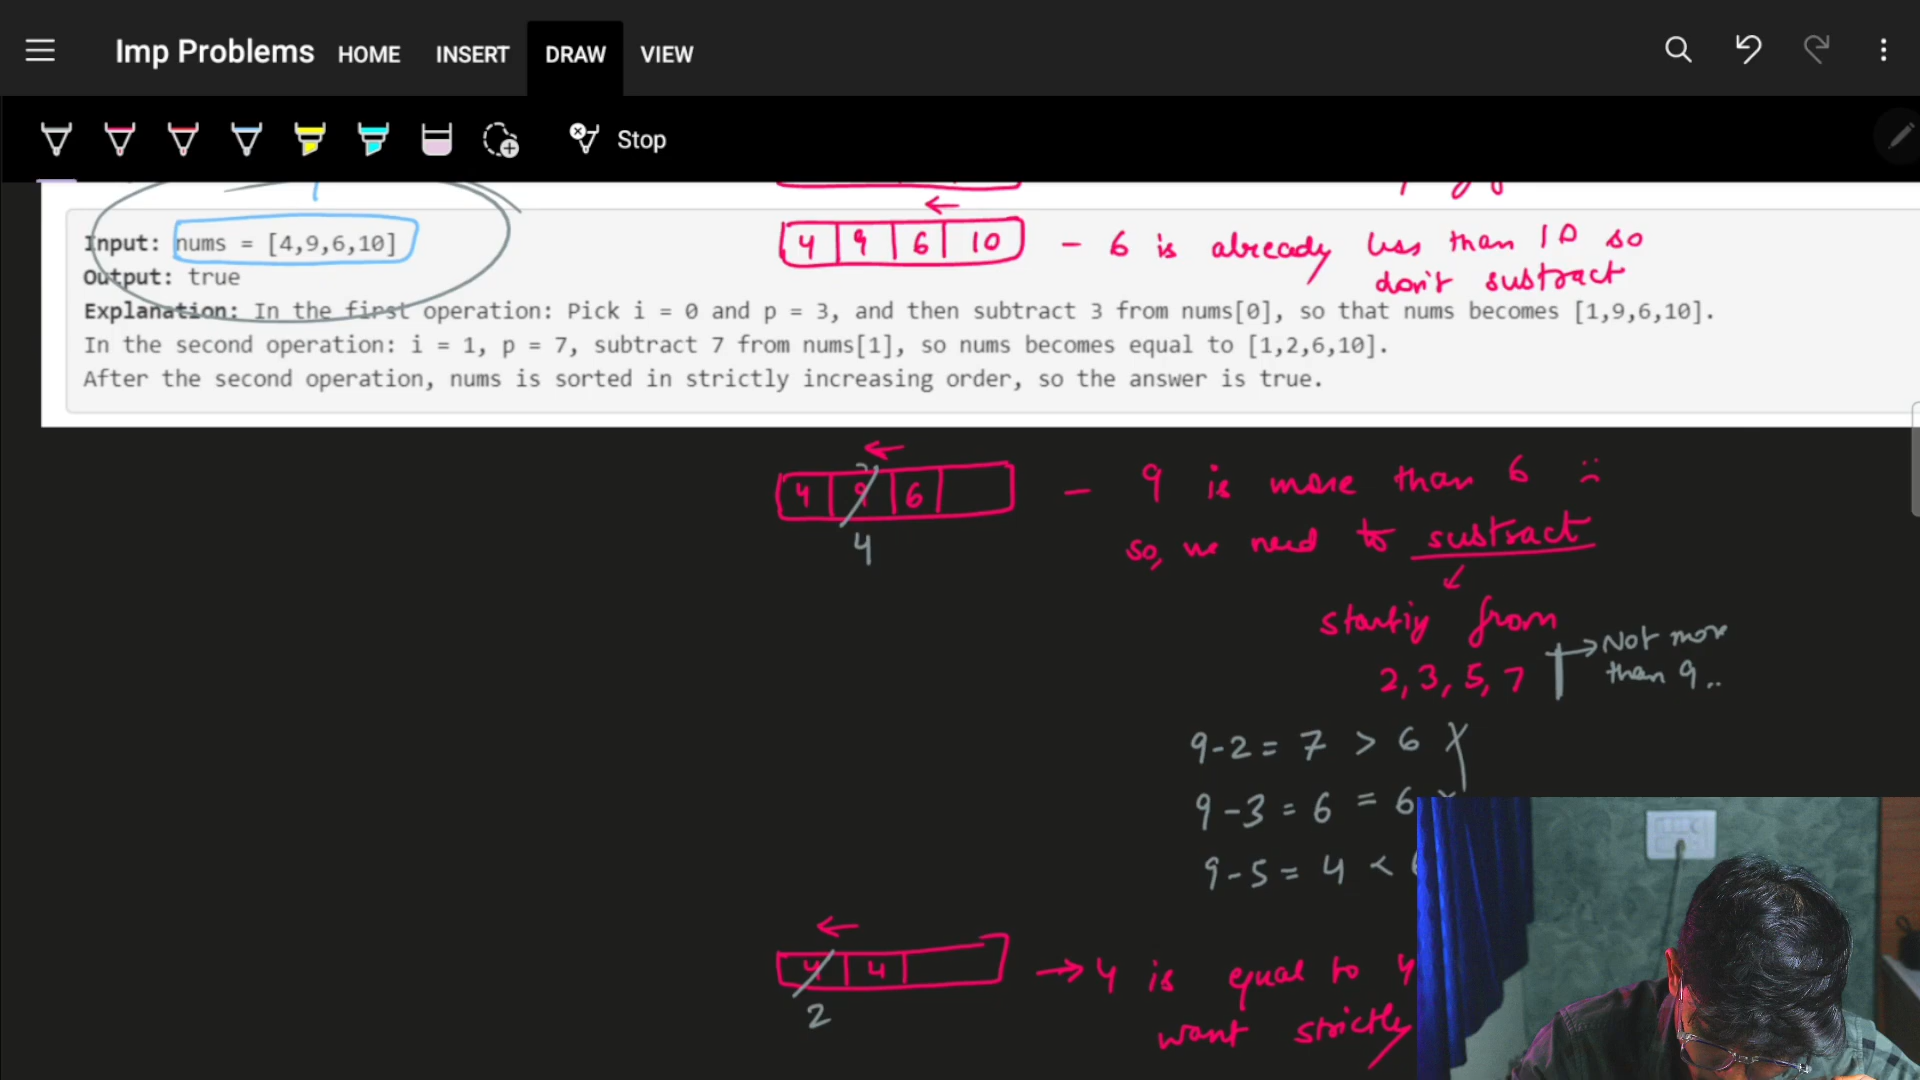 Imp Problems HOME INSERT DRAW VIEW
Stop
Input: nums = [4,9,6,10]
Output: true
4 9 6 10 - 6 is already less than 10 so
don't sustract
Explanation: In the first operation: Pick i = 0 and p = 3, and then subtract 3 from nums[0], so that nums becomes [1,9,6,10].
In the second operation: i = 1, p = 7, subtract 7 from nums[1], so nums becomes equal to [1,2,6,10].
After the second operation, nums is sorted in strictly increasing order, so the answer is true.
4 9 6 - 9 is more than 6 :(
4
so, we need to sustract
startig from
2, 3, 5, 7
Not mor
than 9 ..
9-2 = 7 > 6 X
9-3 = 6 = 6 x
9-5 = 4 <
4 4 → 4 is equal to 4
2
want strictly